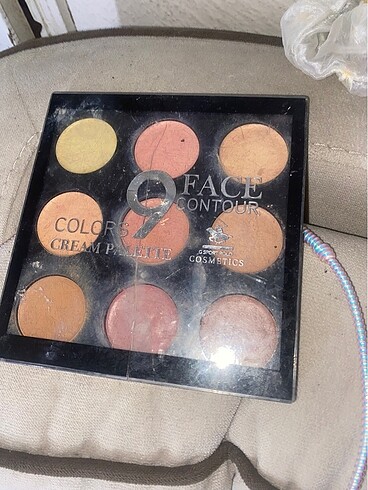 9 FACE
CONTOUR
COLORS
CREAM PALETTE
COSMETICS